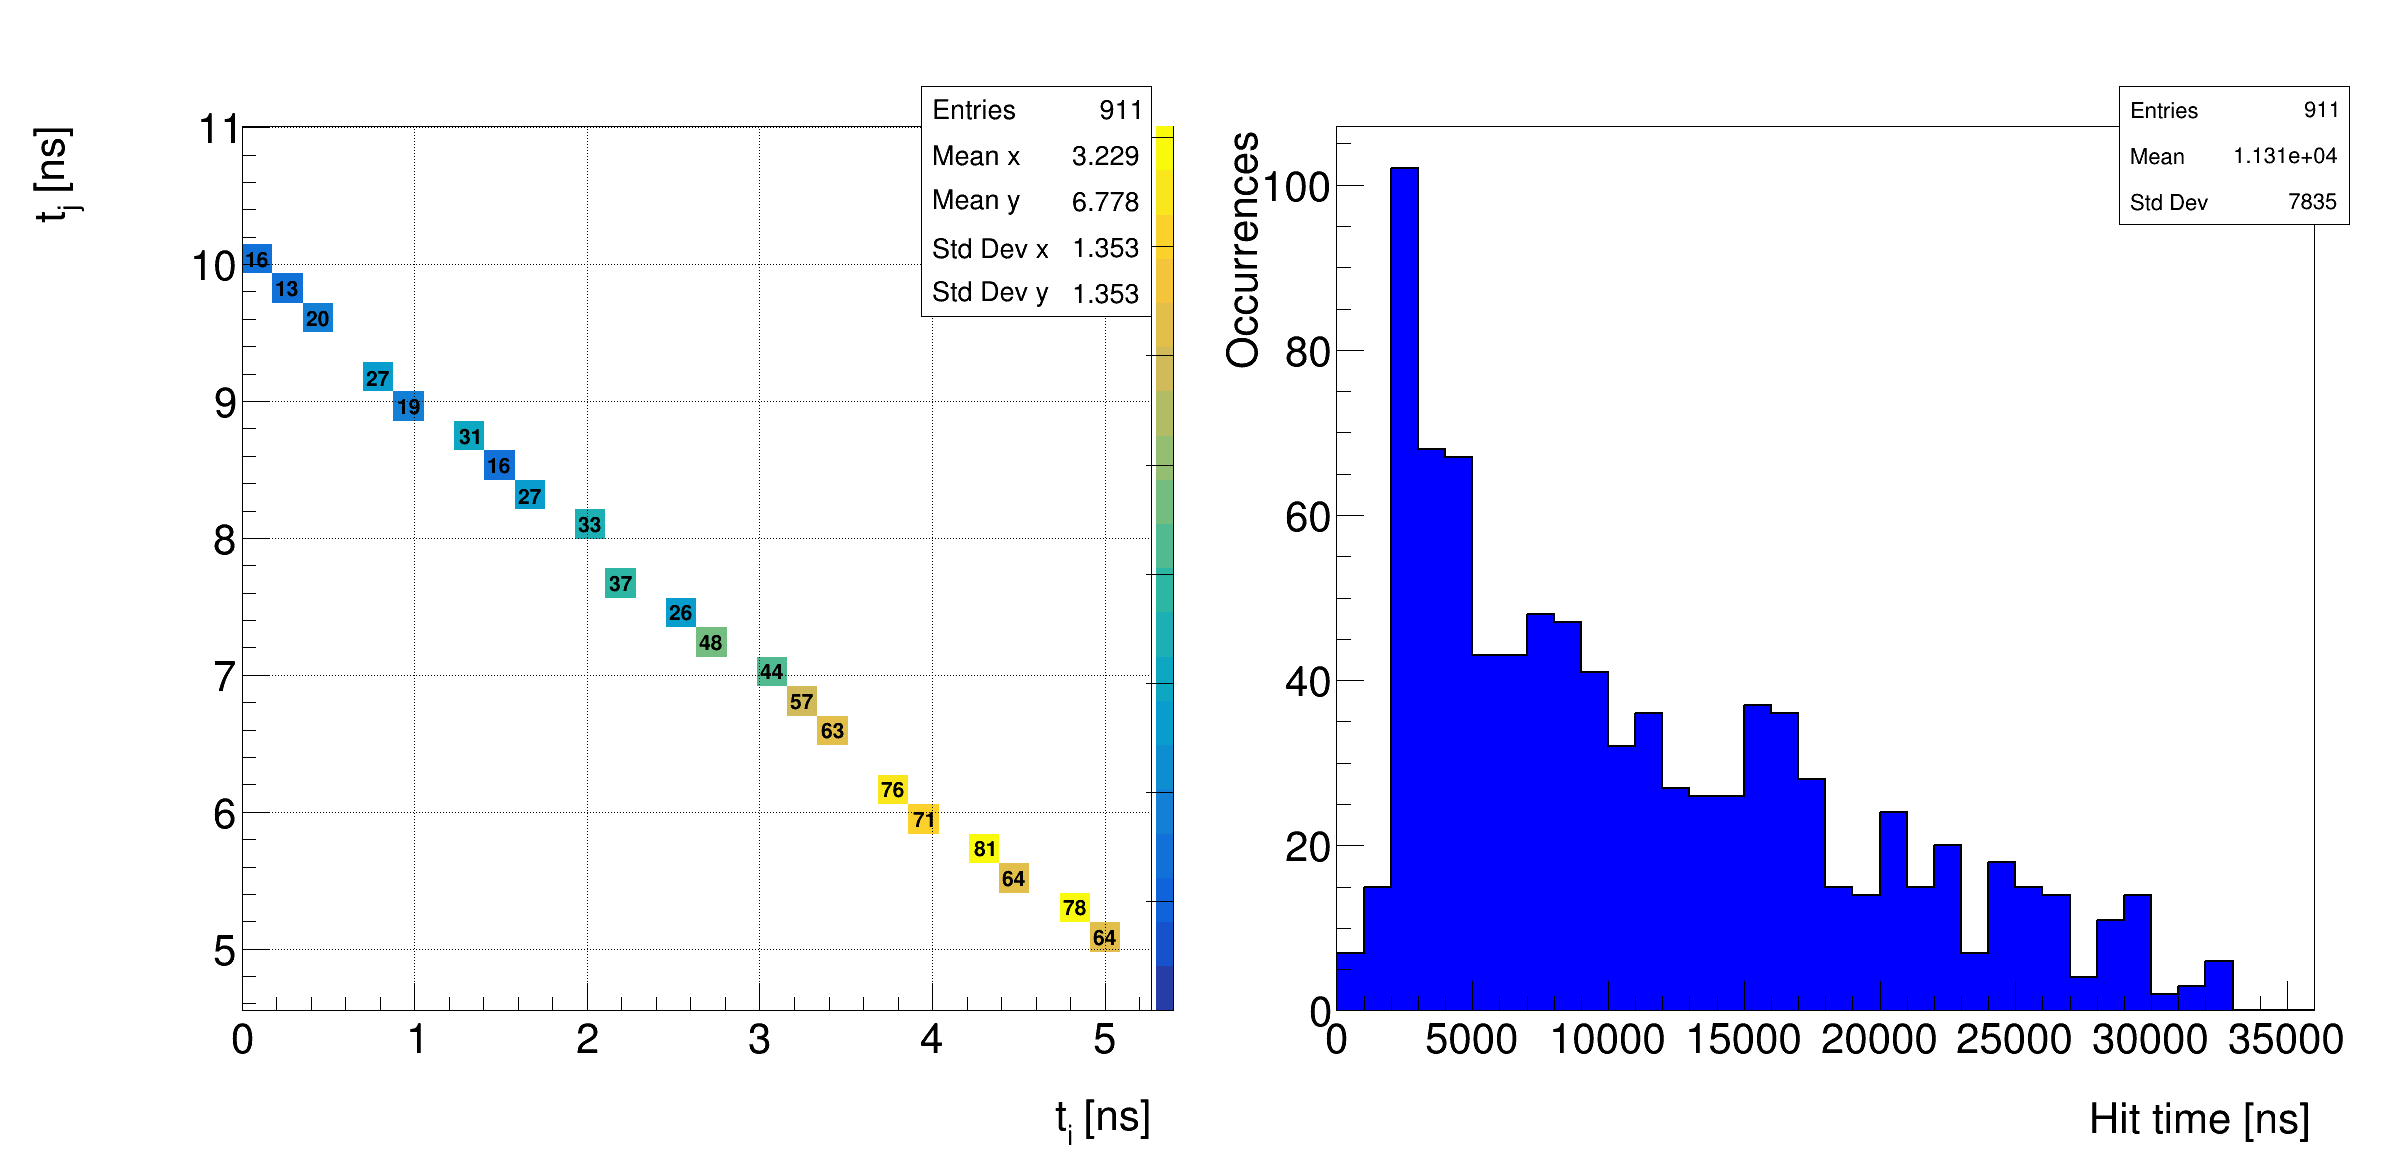 t_j [ns]
11
10
9
8
7
6
5
0 1 2 3 4 5
t_i [ns]
Entries 911
Mean x 3.229
Mean y 6.778
Std Dev x 1.353
Std Dev y 1.353
16
13
20
27
19
31
16
27
33
37
26
48
44
57
63
76
71
81
64
78
64
Occurrences
100
80
60
40
20
0
0 5000 10000 15000 20000 25000 30000 35000
Hit time [ns]
Entries 911
Mean 1.131e+04
Std Dev 7835